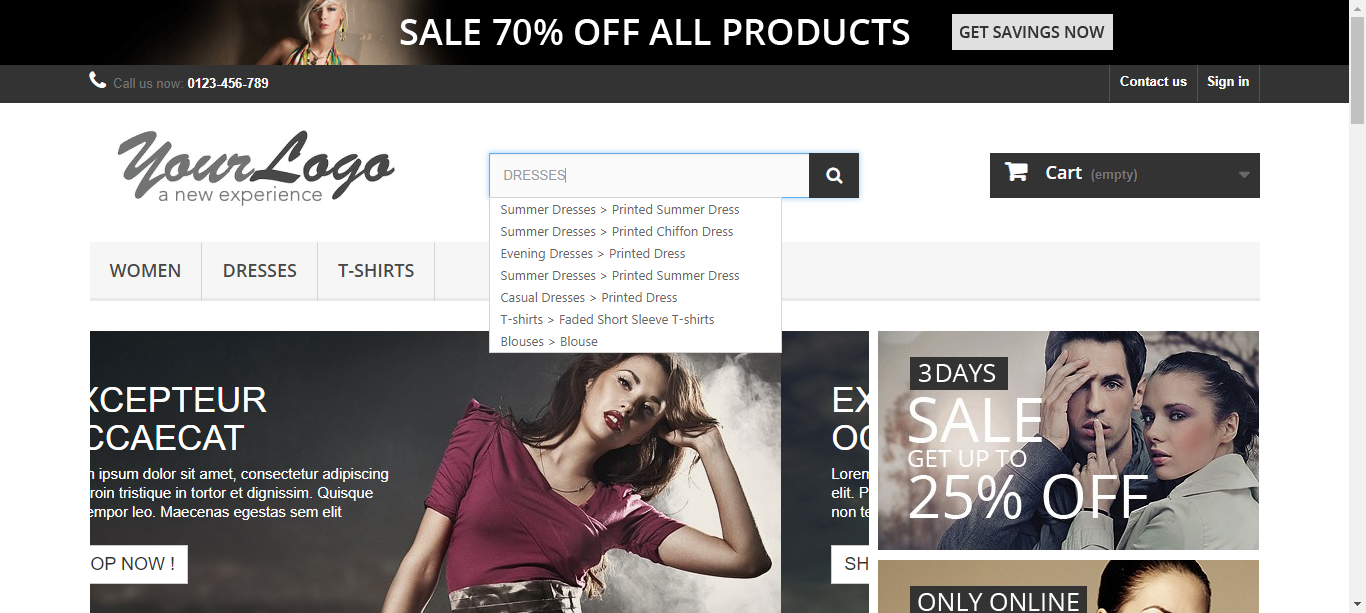 SALE 70% OFF ALL PRODUCTS
GET SAVINGS NOW
Call us now: 0123-456-789
Contact us
Sign in
YourLogo
a new experience
DRESSES
Cart (empty)
Summer Dresses > Printed Summer Dress
Summer Dresses > Printed Chiffon Dress
Evening Dresses > Printed Dress
Summer Dresses > Printed Summer Dress
Casual Dresses > Printed Dress
T-shirts > Faded Short Sleeve T-shirts
Blouses > Blouse
WOMEN
DRESSES
T-SHIRTS
XCEPTEUR
CCAECAT
n ipsum dolor sit amet, consectetur adipiscing
roin tristique in tortor et dignissim. Quisque
empor leo. Maecenas egestas sem elit
OP NOW !
EX
OC
Lorem
elit. P
non te
SH
3 DAYS
SALE
GET UP TO
25% OFF
ONLY ONLINE